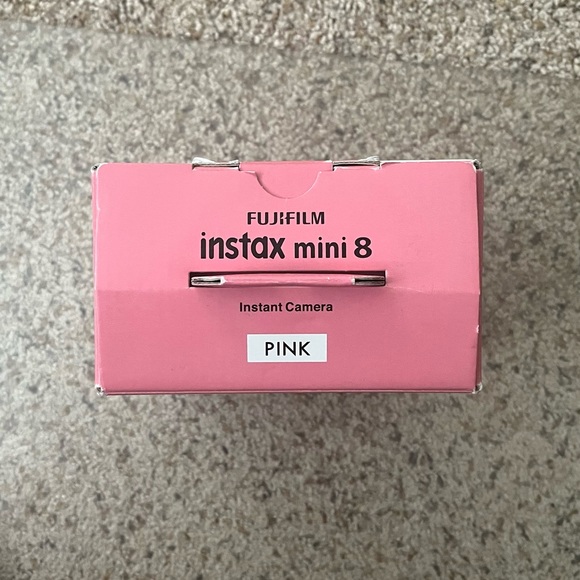 FUJIFILM
instax mini 8
Instant Camera
PINK